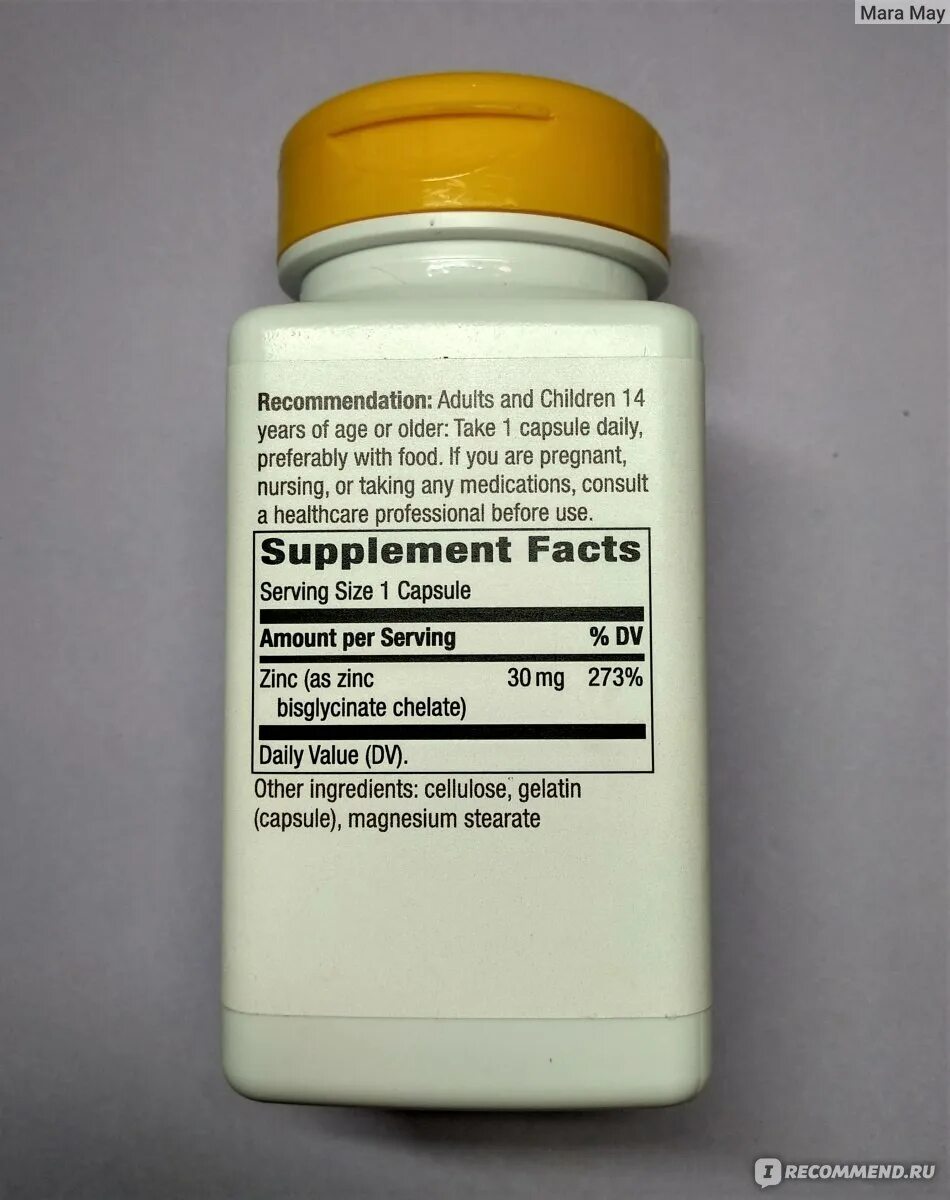 Mara May
Recommendation: Adults and Children 14
years of age or older: Take 1 capsule daily,
preferably with food. If you are pregnant,
nursing, or taking any medications, consult
a healthcare professional before use.
Supplement Facts
Serving Size 1 Capsule
Amount per Serving % DV
Zinc (as zinc 30 mg 273%
bisglycinate chelate)
Daily Value (DV).
Other ingredients: cellulose, gelatin
(capsule), magnesium stearate
IRECOMMEND.RU